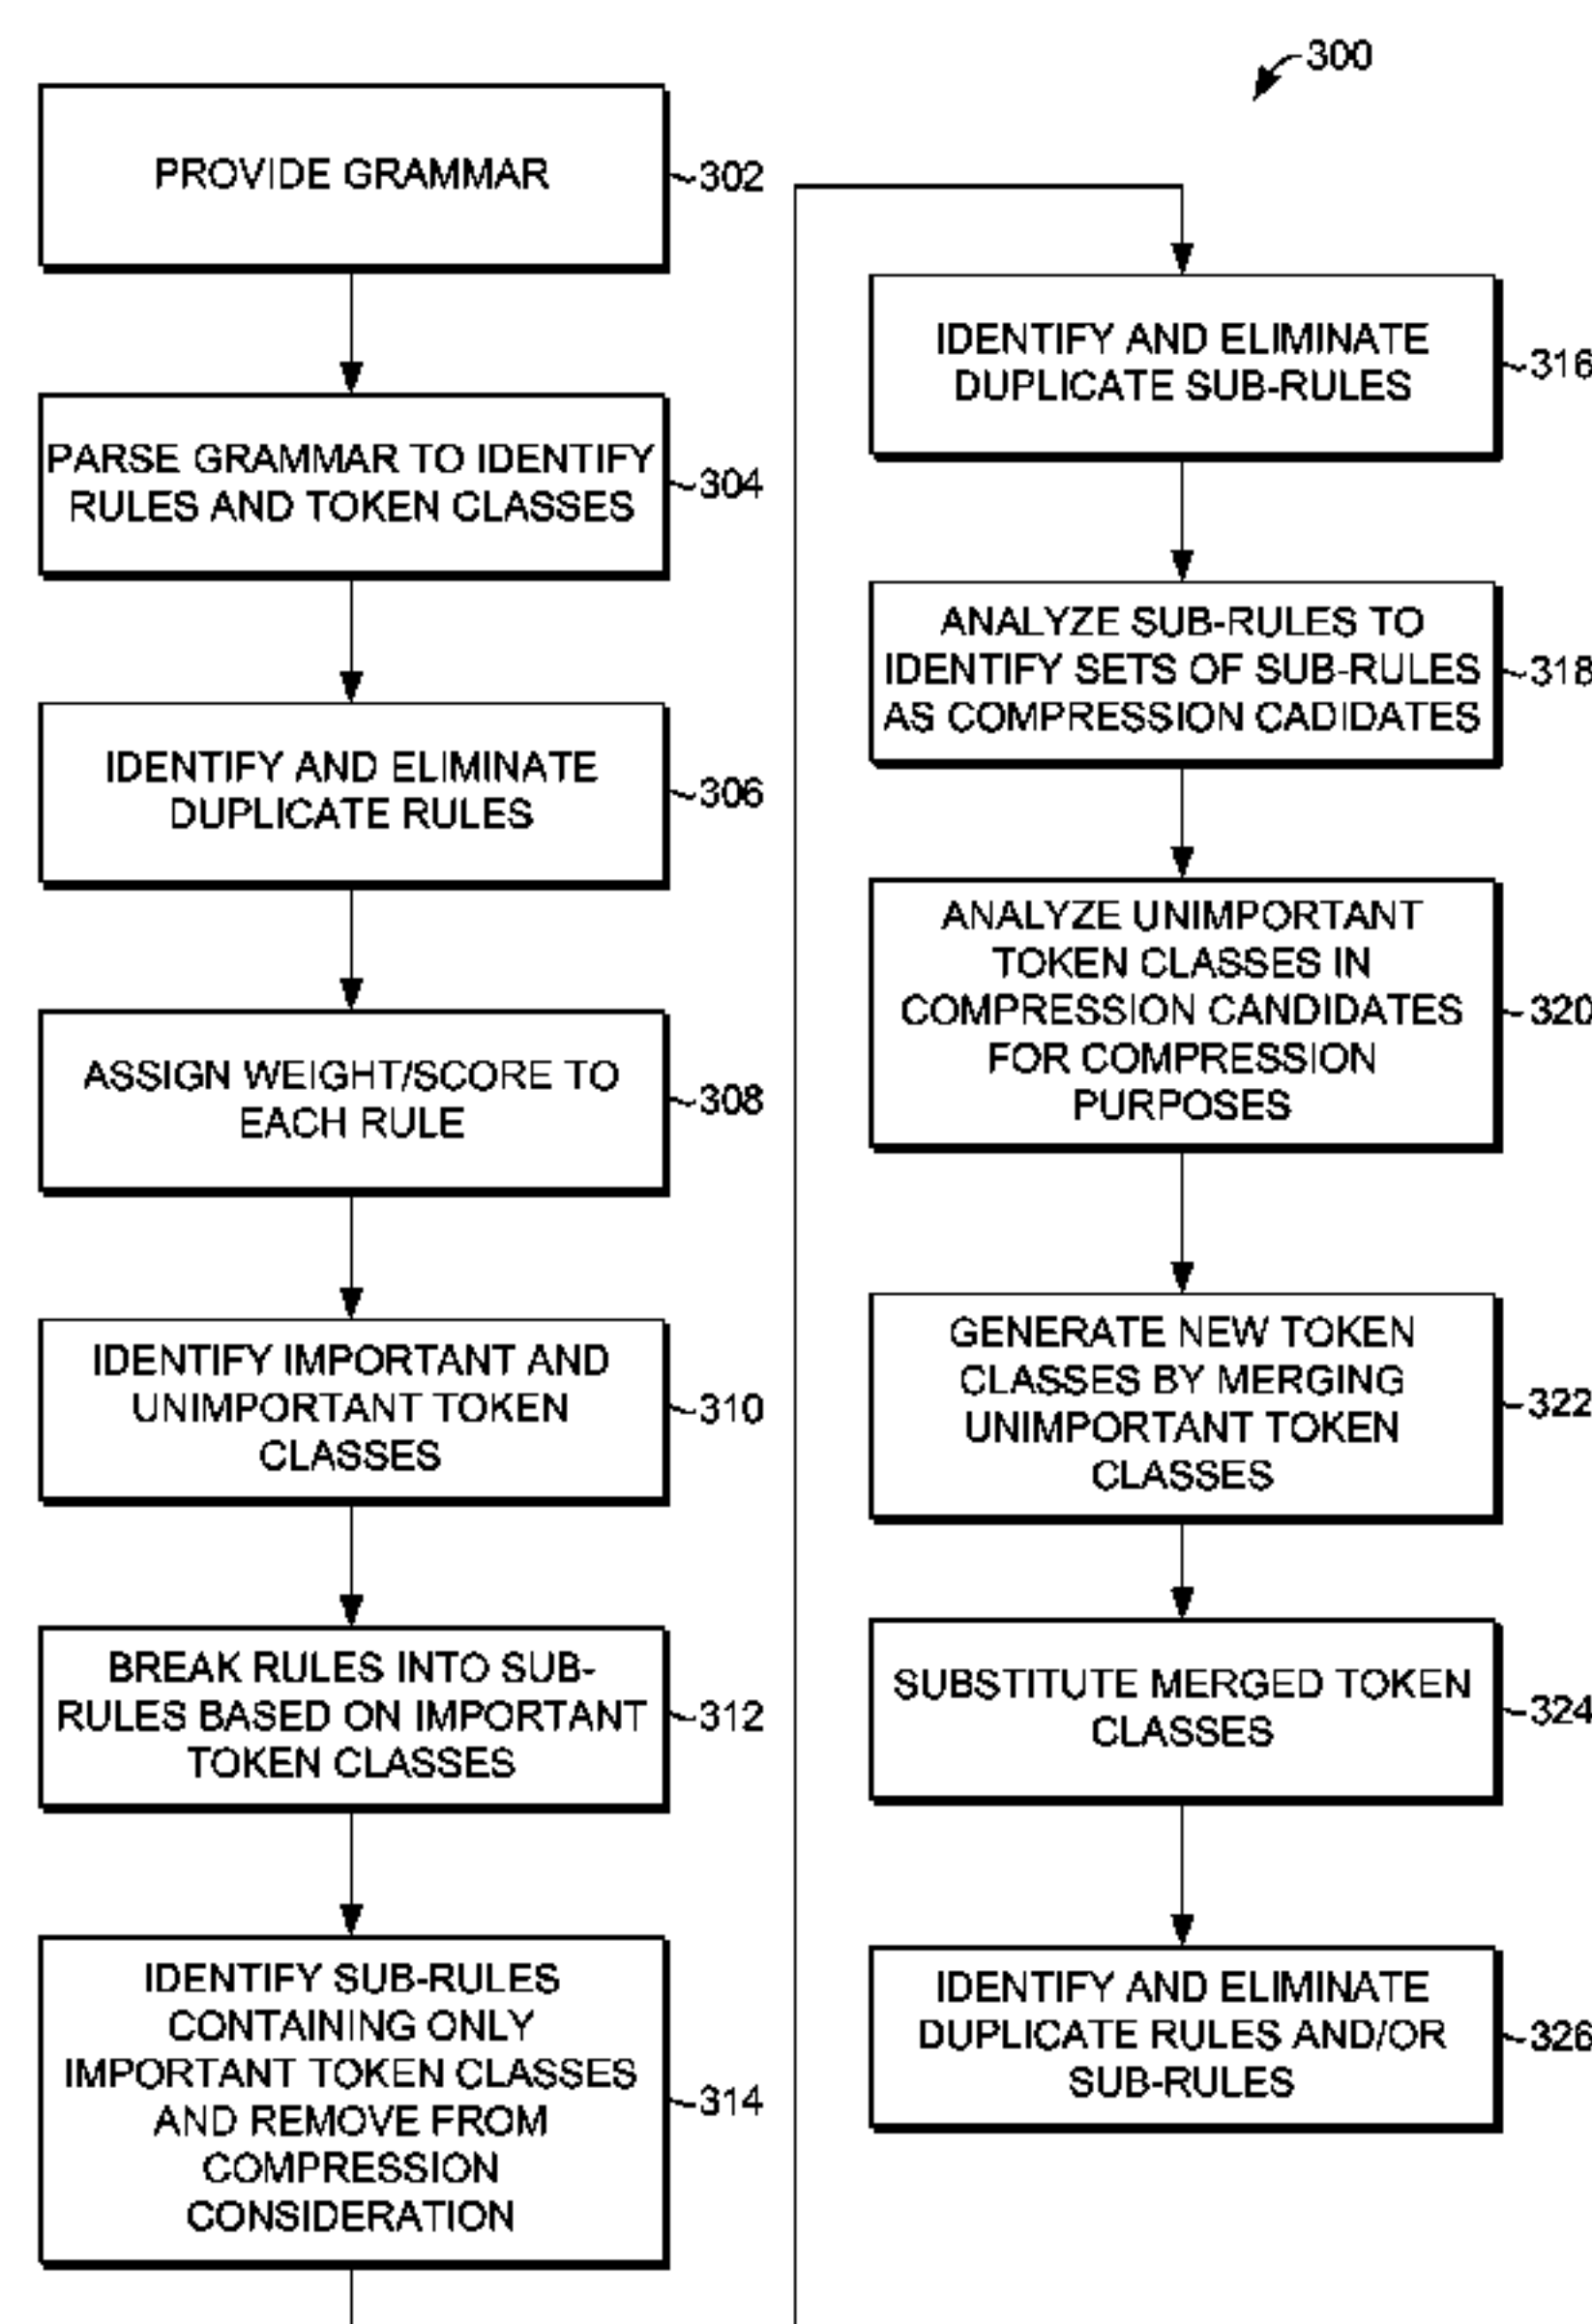 300
PROVIDE GRAMMAR
302
PARSE GRAMMAR TO IDENTIFY
RULES AND TOKEN CLASSES
304
IDENTIFY AND ELIMINATE
DUPLICATE RULES
306
ASSIGN WEIGHT/SCORE TO
EACH RULE
308
IDENTIFY IMPORTANT AND
UNIMPORTANT TOKEN
CLASSES
310
BREAK RULES INTO SUB-
RULES BASED ON IMPORTANT
TOKEN CLASSES
312
IDENTIFY SUB-RULES
CONTAINING ONLY
IMPORTANT TOKEN CLASSES
AND REMOVE FROM
COMPRESSION
CONSIDERATION
314
IDENTIFY AND ELIMINATE
DUPLICATE SUB-RULES
316
ANALYZE SUB-RULES TO
IDENTIFY SETS OF SUB-RULES
AS COMPRESSION CADIDATES
318
ANALYZE UNIMPORTANT
TOKEN CLASSES IN
COMPRESSION CANDIDATES
FOR COMPRESSION
PURPOSES
320
GENERATE NEW TOKEN
CLASSES BY MERGING
UNIMPORTANT TOKEN
CLASSES
322
SUBSTITUTE MERGED TOKEN
CLASSES
324
IDENTIFY AND ELIMINATE
DUPLICATE RULES AND/OR
SUB-RULES
326